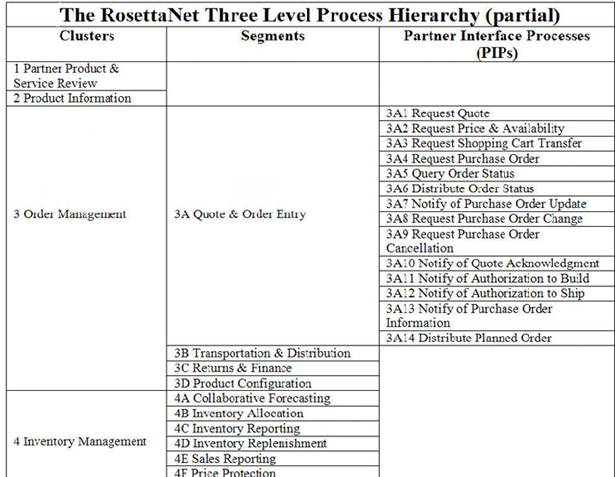 The RosettaNet Three Level Process Hierarchy (partial)
Clusters
Segments
Partner Interface Processes
(PIPs)
1 Partner Product &
Service Review
2 Product Information
3 Order Management
3A Quote & Order Entry
3A1 Request Quote
3A2 Request Price & Availability
3A3 Request Shopping Cart Transfer
3A4 Request Purchase Order
3A5 Query Order Status
3A6 Distribute Order Status
3A7 Notify of Purchase Order Update
3A8 Request Purchase Order Change
3A9 Request Purchase Order
Cancellation
3A10 Notify of Quote Acknowledgment
3A11 Notify of Authorization to Build
3A12 Notify of Authorization to Ship
3A13 Notify of Purchase Order
Information
3A14 Distribute Planned Order
3B Transportation & Distribution
3C Returns & Finance
3D Product Configuration
4 Inventory Management
4A Collaborative Forecasting
4B Inventory Allocation
4C Inventory Reporting
4D Inventory Replenishment
4E Sales Reporting
4F Price Protection